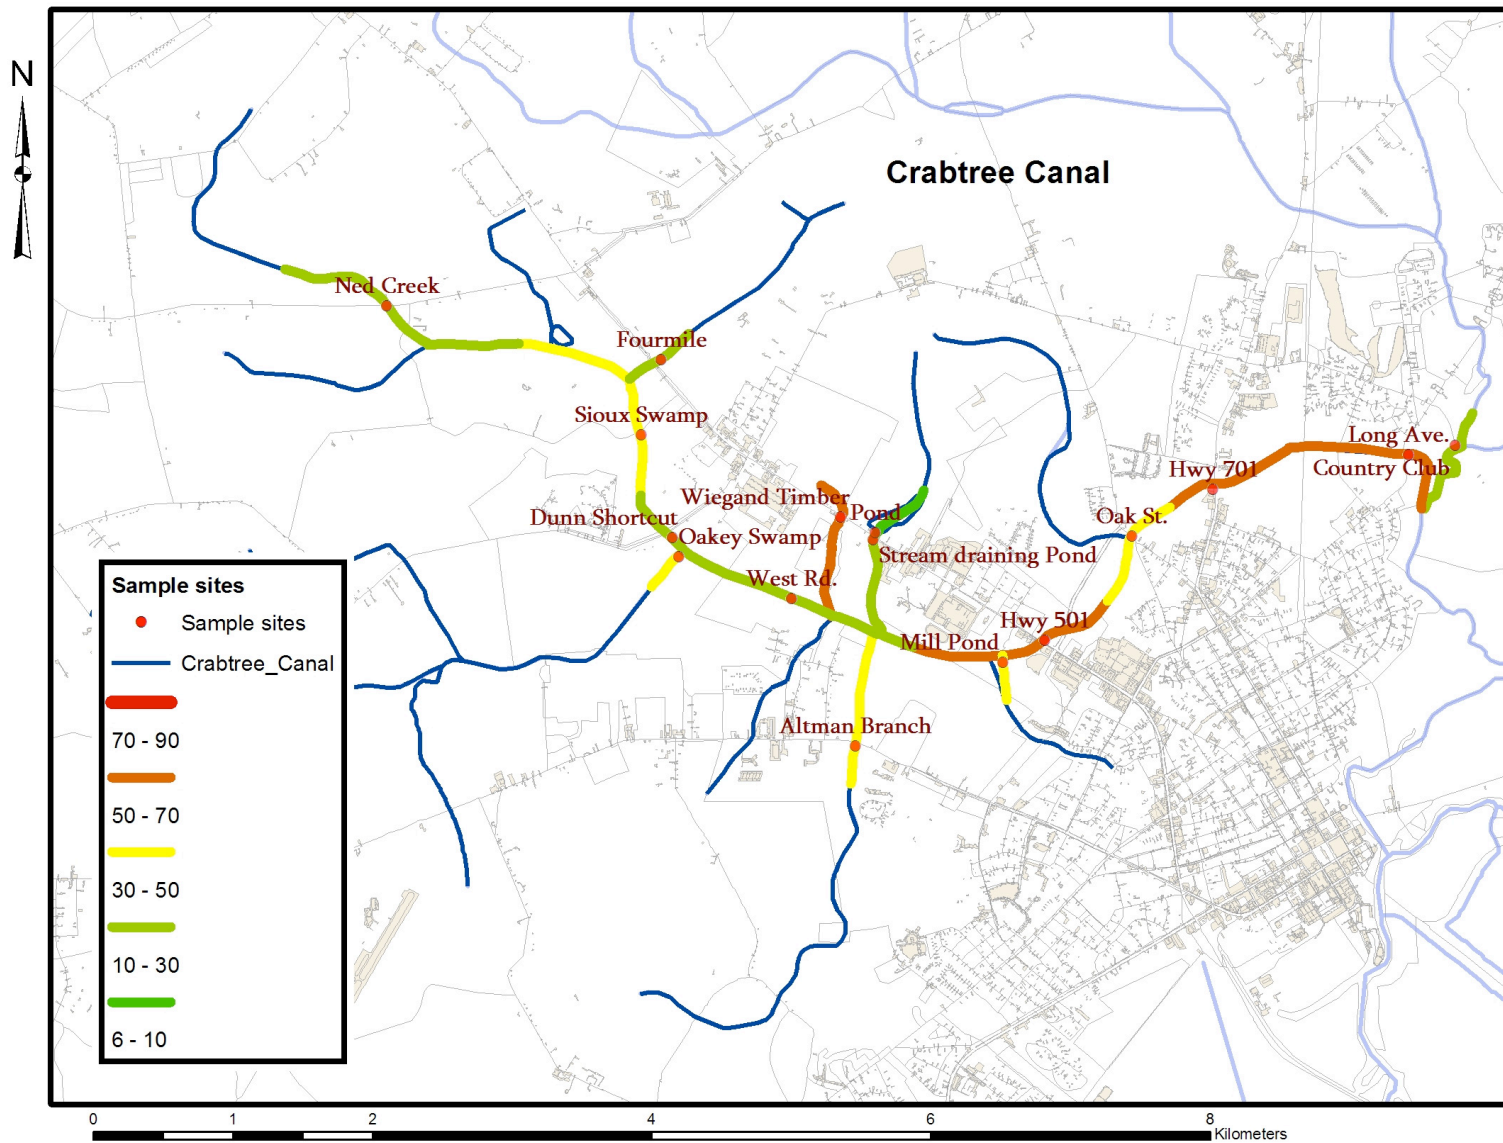 N
Crabtree Canal
Ned Creek
Fourmile
Sioux Swamp
Long Ave.
Country Club
Hwy 701
Wiegand Timber
Pond
Dunn Shortcut
Oak St.
Oakey Swamp
Stream draining Pond
West Rd.
Hwy 501
Mill Pond
Altman Branch
Sample sites
Sample sites
Crabtree_Canal
70 - 90
50 - 70
30 - 50
10 - 30
6 - 10
0 1 2 4 6 8
Kilometers